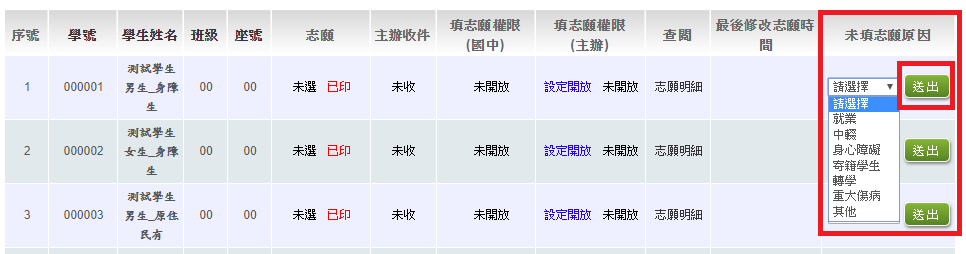 序號 學號 學生姓名 班級 座號 志願 主辦收件 填志願權限(國中) 填志願權限(主辦) 查閱 最後修改志願時間 未填志願原因
1 000001 測試學生男生_身障生 00 00 未選 已印 未收 未開放 設定開放 未開放 志願明細 請選擇 送出
請選擇
就業
中輟
身心障礙
寄籍學生
轉學
重大傷病
其他
2 000002 測試學生女生_身障生 00 00 未選 已印 未收 未開放 設定開放 未開放 志願明細 送出
3 000003 測試學生男生_原住民有 00 00 未選 已印 未收 未開放 設定開放 未開放 志願明細 送出